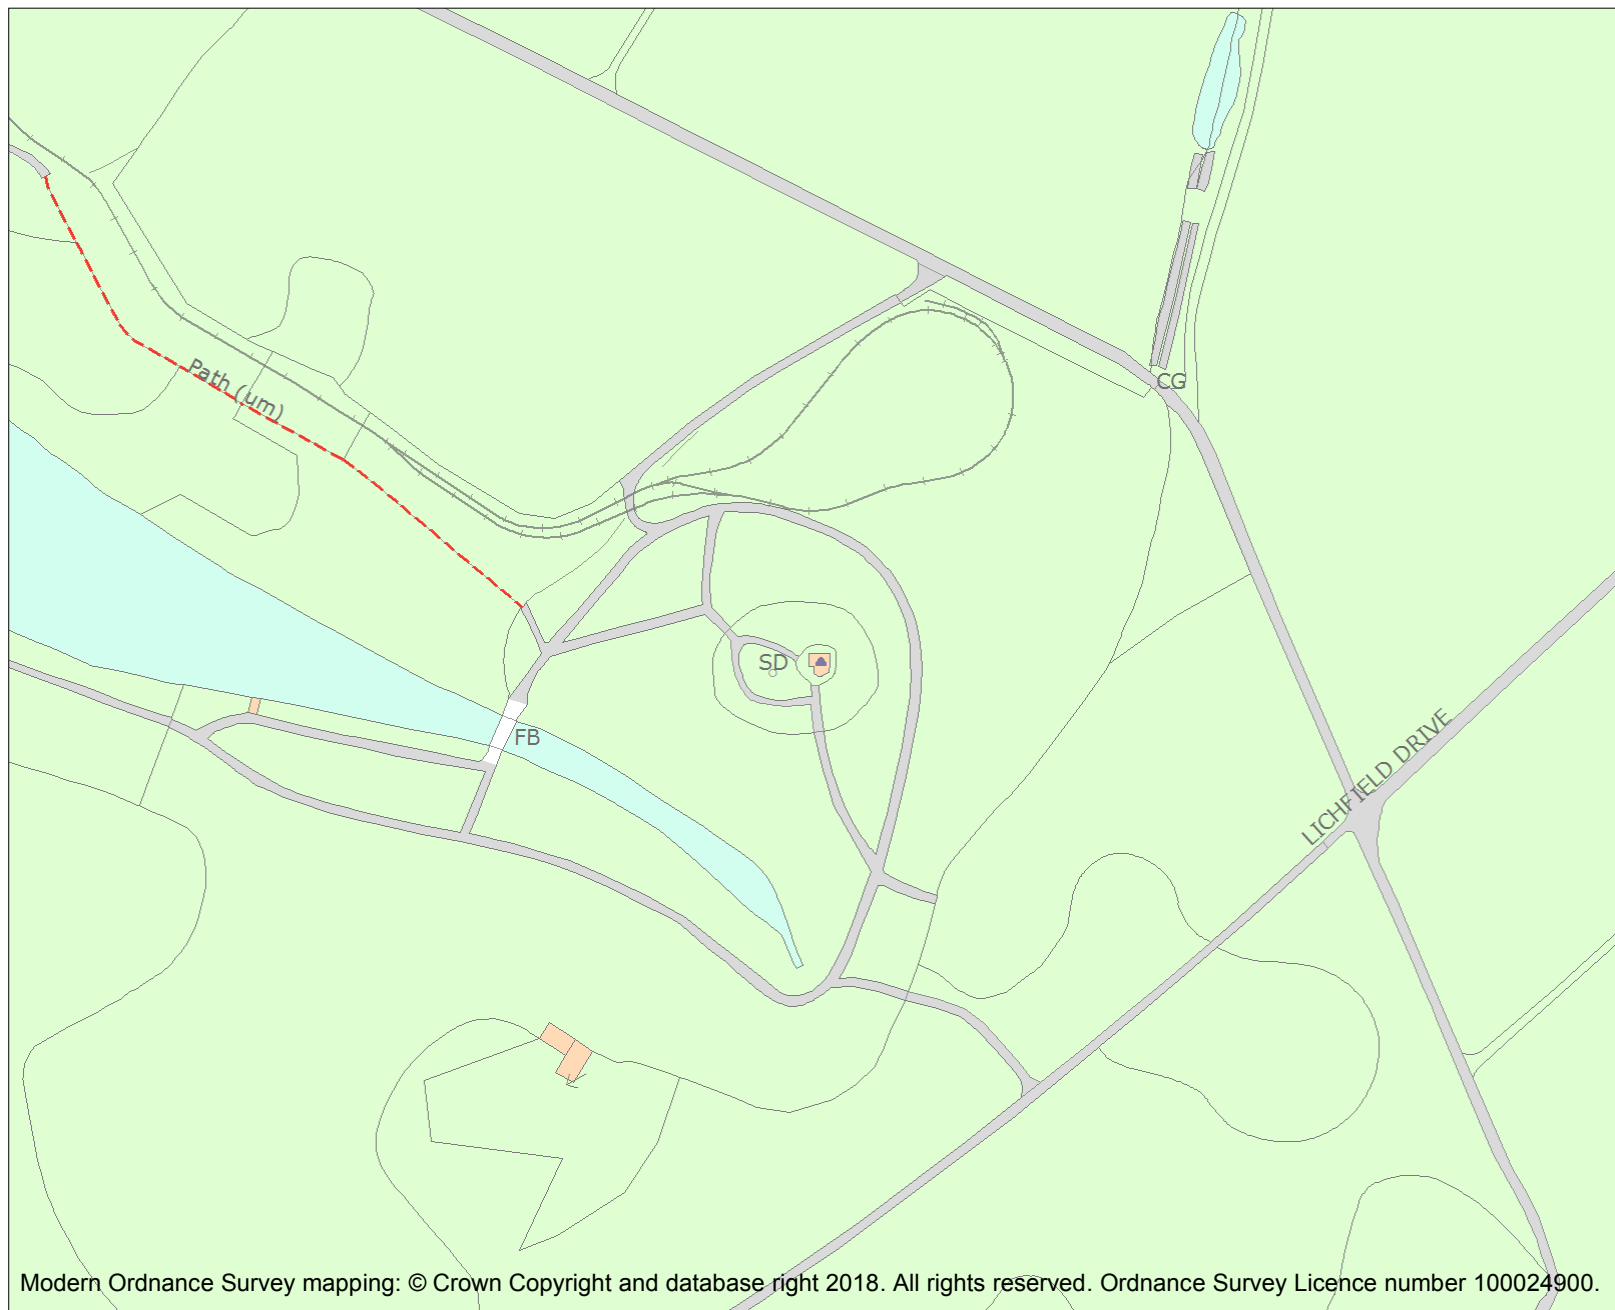 CG
Path (um)
SD
FB
LICHFIELD DRIVE
Modern Ordnance Survey mapping: © Crown Copyright and database right 2018. All rights reserved. Ordnance Survey Licence number 100024900.